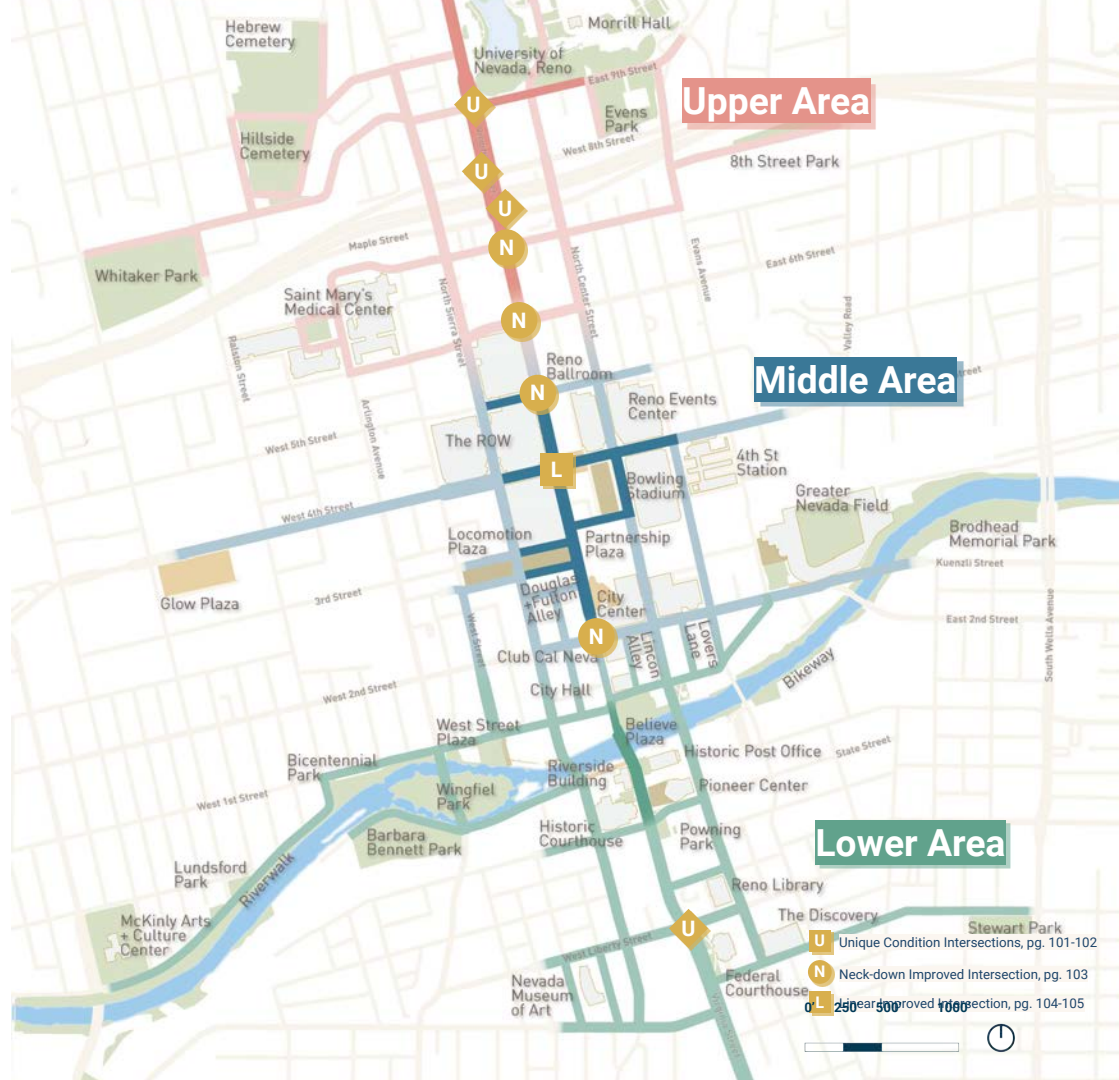 Hebrew
Cemetery
Morrill Hall
University of
Nevada, Reno
East 9th Street
Upper Area
U
Evens
Park
Hillside
Cemetery
West 8th Street
8th Street Park
U
U
Maple Street
N
East 6th Street
Evans Avenue
Whitaker Park
North Center Street
Saint Mary's
Medical Center
North Sierra Street
Valley Road
N
Ralston Street
Reno
Ballroom
Middle Area
Street
N
Reno Events
Center
Arlington Avenue
The ROW
West 5th Street
L
4th St
Station
Bowling
Stadium
Greater
Nevada Field
West 4th Street
Locomotion
Plaza
Partnership
Plaza
Brodhead
Memorial Park
Kuenzli Street
Glow Plaza
3rd Street
Douglas
+Fulton
Alley
City
Center
East 2nd Street
West Street
N
Lincon
Alley
Lovers
Lane
South Wells Avenue
Club Cal Neva
Bikeway
West 2nd Street
City Hall
West Street
Plaza
Believe
Plaza
Historic Post Office
State Street
Bicentennial
Park
Riverside
Building
Pioneer Center
West 1st Street
Wingfiel
Park
Barbara
Bennett Park
Historic
Courthouse
Powning
Park
Lower Area
Lundsford
Park
Riverwalk
Reno Library
McKinly Arts
+ Culture
Center
The Discovery
Stewart Park
U
West Liberty Street
Nevada
Museum
of Art
Federal
Courthouse
Virginia Street
U Unique Condition Intersections, pg. 101-102
N Neck-down Improved Intersection, pg. 103
L Linear Improved Intersection, pg. 104-105
0' 250' 500' 1000'